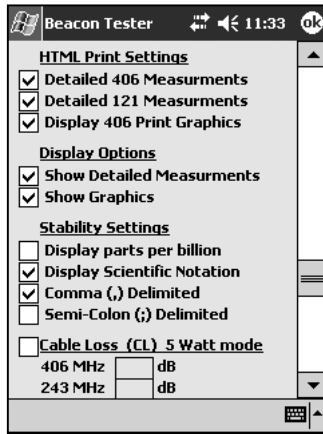 Beacon Tester 11:33 ok
HTML Print Settings
Detailed 406 Measurments
Detailed 121 Measurments
Display 406 Print Graphics
Display Options
Show Detailed Measurments
Show Graphics
Stability Settings
Display parts per billion
Display Scientific Notation
Comma (,) Delimited
Semi-Colon (;) Delimited
Cable Loss (CL) 5 Watt mode
406 MHz dB
243 MHz dB